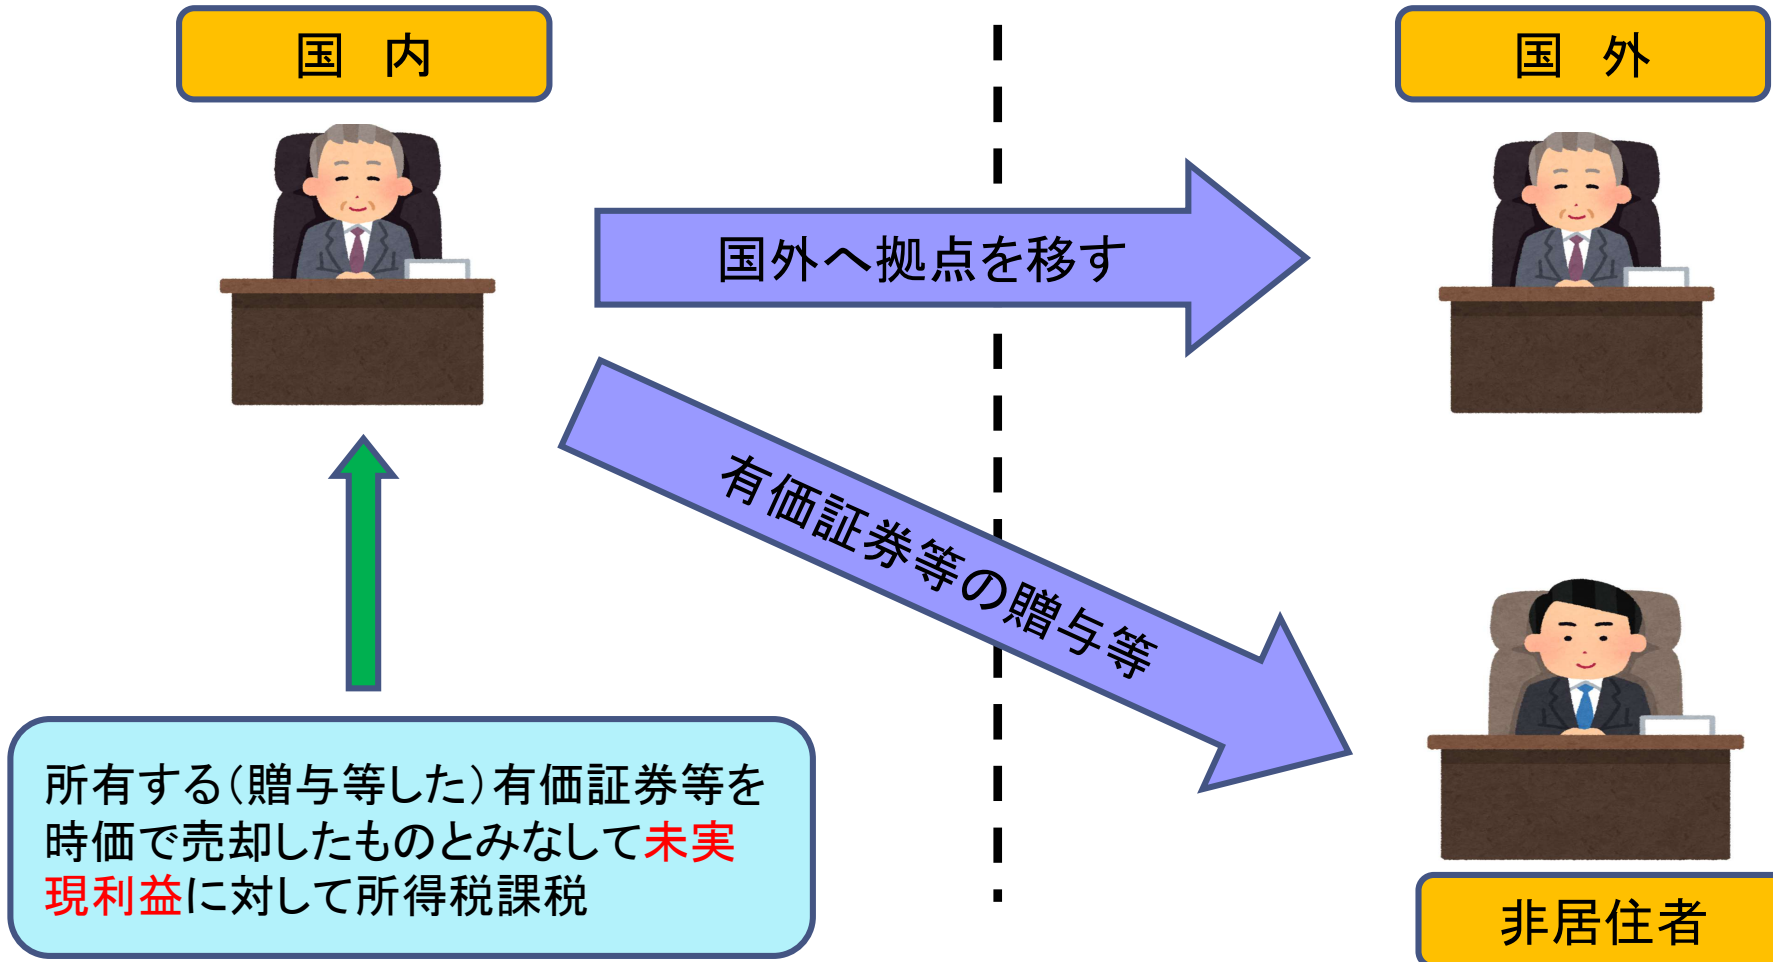 国　内
国　外
国外へ拠点を移す
有価証券等の贈与等
所有する（贈与等した）有価証券等を
時価で売却したものとみなして未実
現利益に対して所得税課税
非居住者